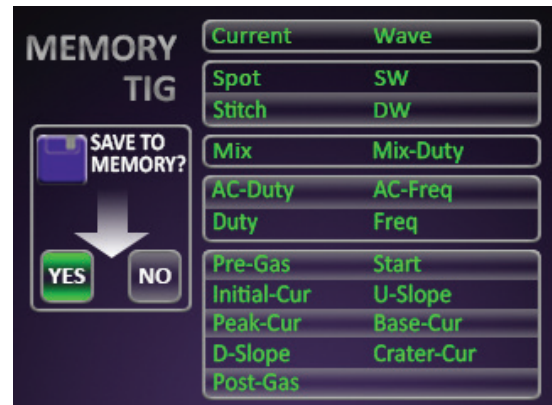 MEMORY
TIG
SAVE TO
MEMORY?
YES NO
Current Wave
Spot SW
Stitch DW
Mix Mix-Duty
AC-Duty AC-Freq
Duty Freq
Pre-Gas Start
Initial-Cur U-Slope
Peak-Cur Base-Cur
D-Slope Crater-Cur
Post-Gas